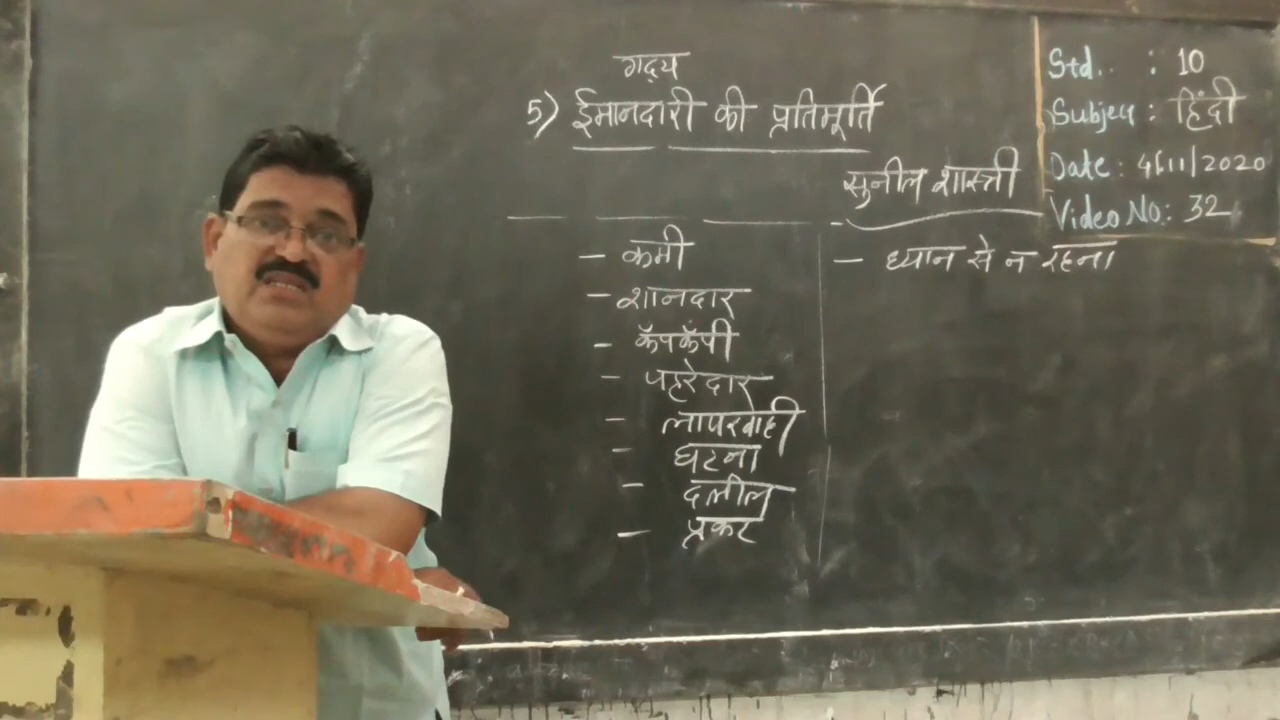 गद्य
5) ईमानदारी की प्रतिमूर्ति
सुनील शास्त्री
Std. : 10
Subject : हिंदी
Date : 4/11/2020
Video No: 32
– कमी
– शानदार
– कॅपकॅपी
– पहरेदार
– लापरवाही
– घटना
– दलील
– प्रकट
– ध्यान से न रहना